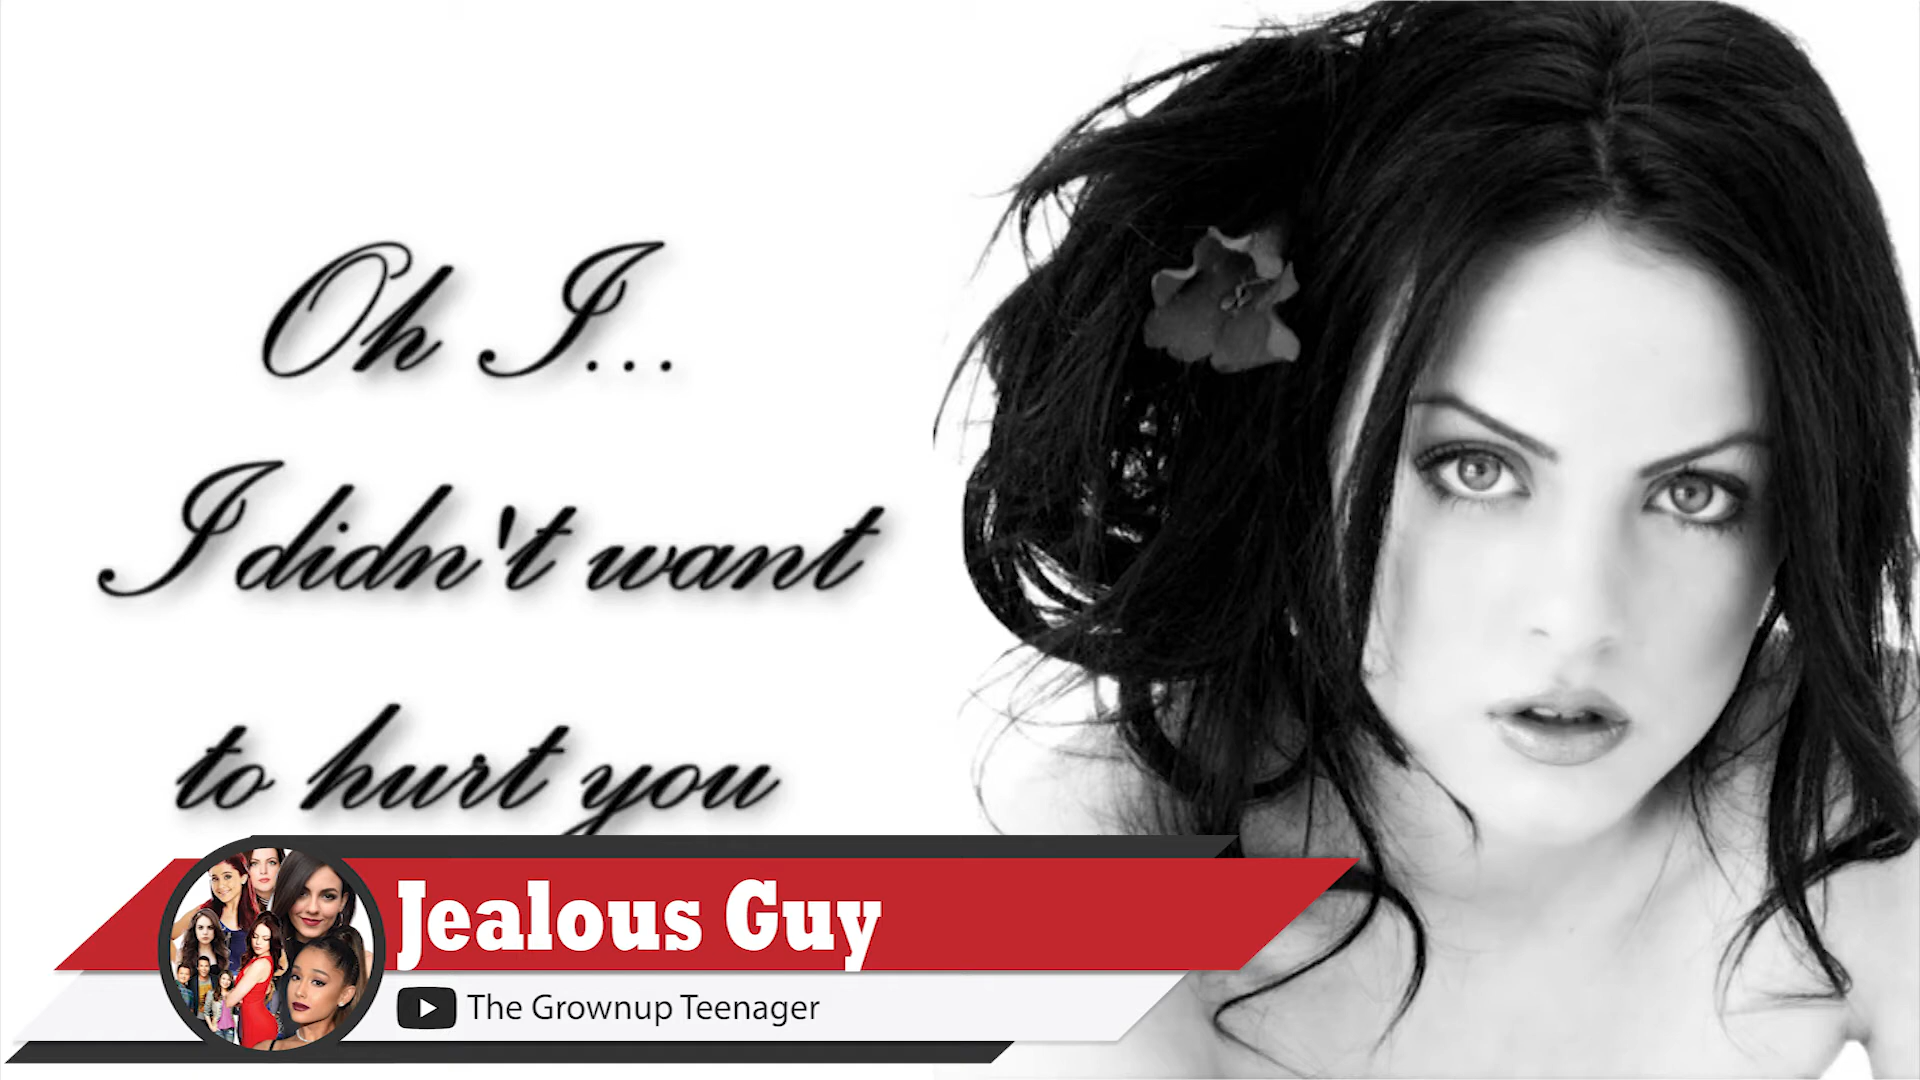 Oh I...
I didn't want
to hurt you
Jealous Guy
The Grownup Teenager